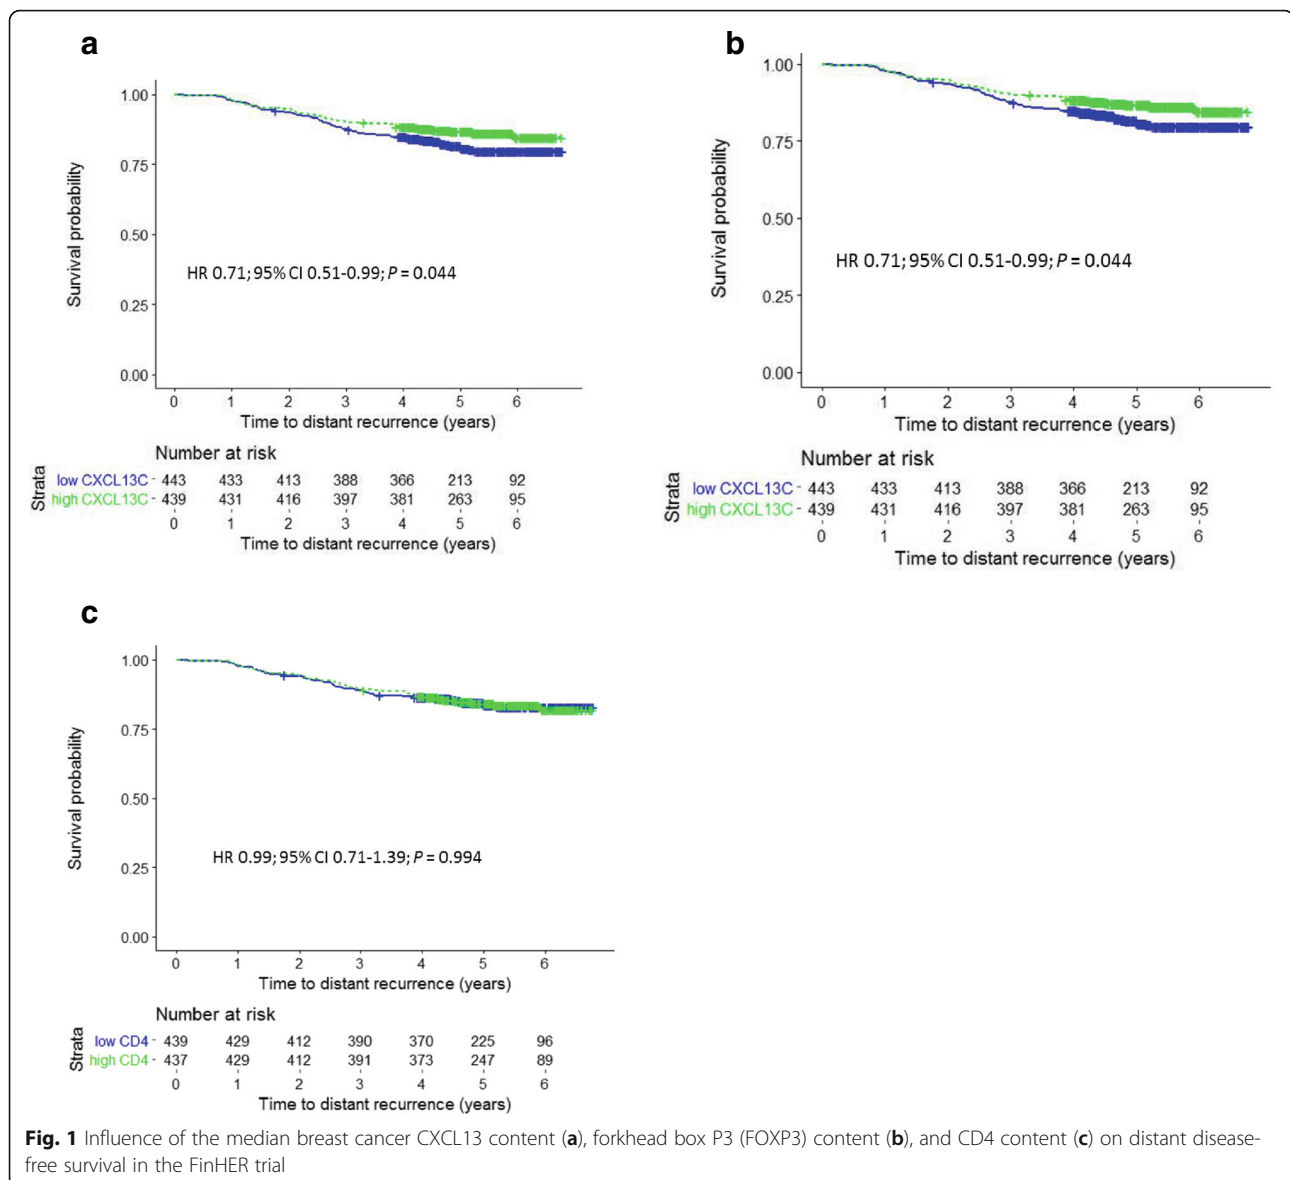 a
1.00
0.75
0.50
0.25
0.00
Survival probability
HR 0.71; 95% CI 0.51-0.99; P = 0.044
0 1 2 3 4 5 6
Time to distant recurrence (years)
Number at risk
Strata
low CXCL13C - 443 433 413 388 366 213 92
high CXCL13C - 439 431 416 397 381 263 95
0 1 2 3 4 5 6
Time to distant recurrence (years)
b
1.00
0.75
0.50
0.25
0.00
Survival probability
HR 0.71; 95% CI 0.51-0.99; P = 0.044
0 1 2 3 4 5 6
Time to distant recurrence (years)
Number at risk
Strata
low CXCL13C - 443 433 413 388 366 213 92
high CXCL13C - 439 431 416 397 381 263 95
0 1 2 3 4 5 6
Time to distant recurrence (years)
c
1.00
0.75
0.50
0.25
0.00
Survival probability
HR 0.99; 95% CI 0.71-1.39; P = 0.994
0 1 2 3 4 5 6
Time to distant recurrence (years)
Number at risk
Strata
low CD4 - 439 429 412 390 370 225 96
high CD4 - 437 429 412 391 373 247 89
0 1 2 3 4 5 6
Time to distant recurrence (years)
Fig. 1 Influence of the median breast cancer CXCL13 content (a), forkhead box P3 (FOXP3) content (b), and CD4 content (c) on distant disease-
free survival in the FinHER trial